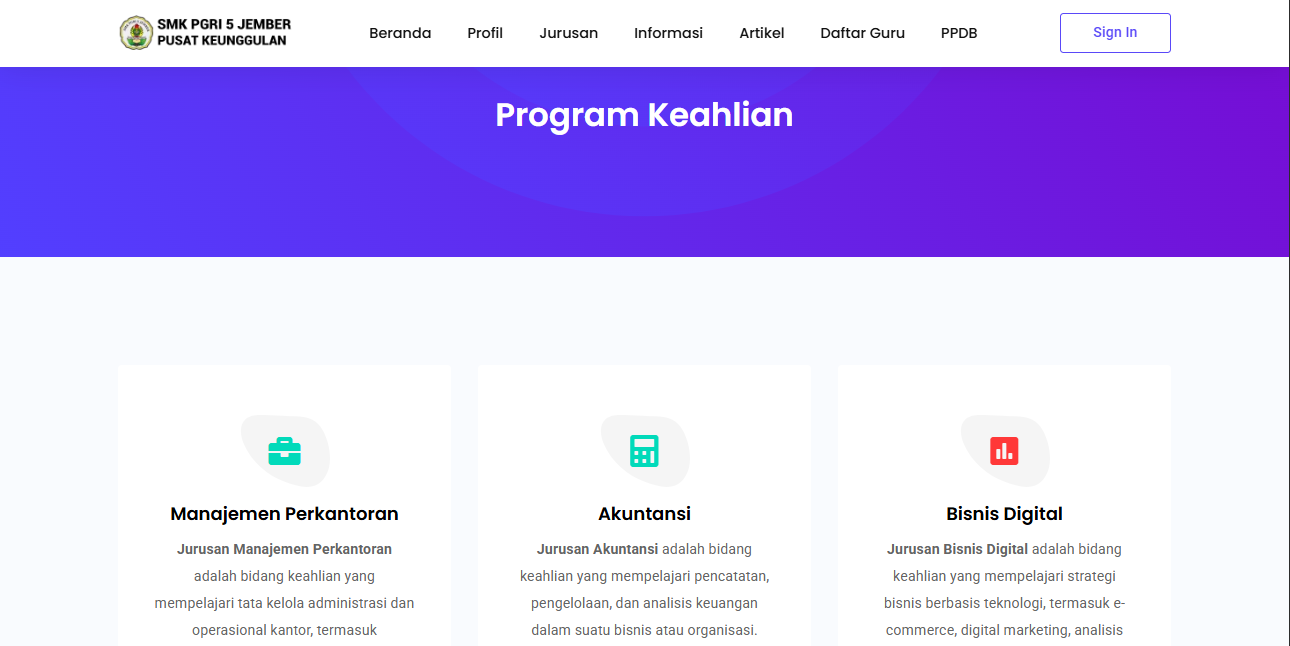 SMK PGRI 5 JEMBER
PUSAT KEUNGGULAN
Beranda Profil Jurusan Informasi Artikel Daftar Guru PPDB Sign In
Program Keahlian
Manajemen Perkantoran
Jurusan Manajemen Perkantoran
adalah bidang keahlian yang
mempelajari tata kelola administrasi dan
operasional kantor, termasuk
Akuntansi
Jurusan Akuntansi adalah bidang
keahlian yang mempelajari pencatatan,
pengelolaan, dan analisis keuangan
dalam suatu bisnis atau organisasi.
Bisnis Digital
Jurusan Bisnis Digital adalah bidang
keahlian yang mempelajari strategi
bisnis berbasis teknologi, termasuk e-
commerce, digital marketing, analisis